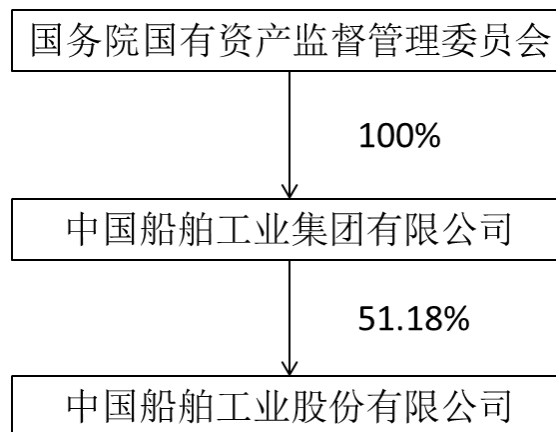 国务院国有资产监督管理委员会
100%
中国船舶工业集团有限公司
51.18%
中国船舶工业股份有限公司